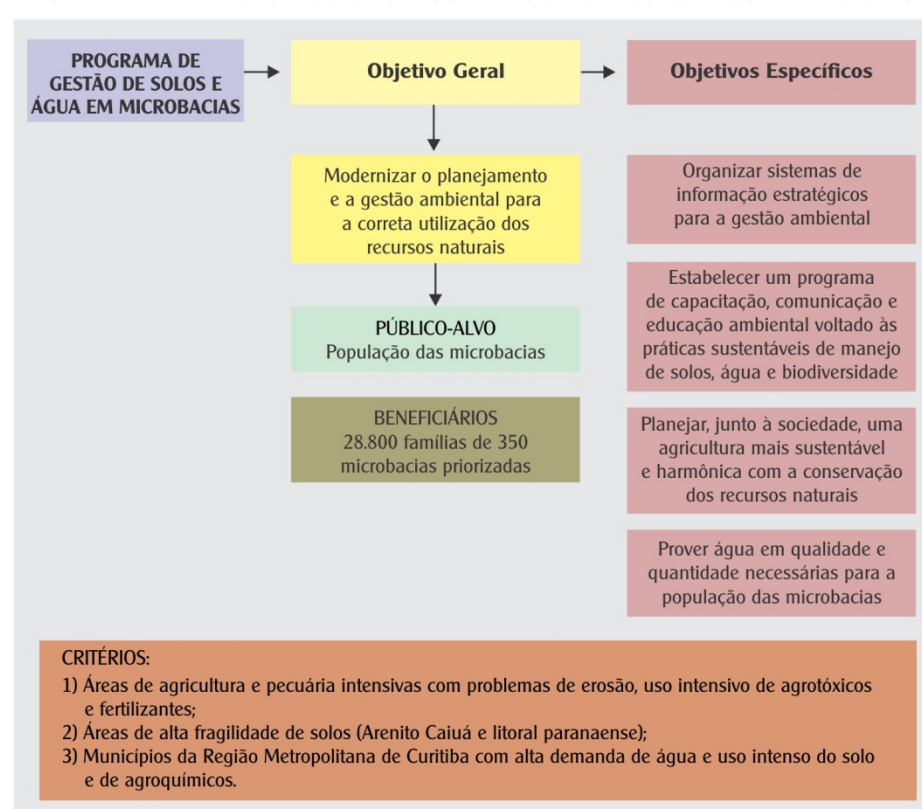 PROGRAMA DE
GESTÃO DE SOLOS E
ÁGUA EM MICROBACIAS
Objetivo Geral
Modernizar o planejamento
e a gestão ambiental para
a correta utilização dos
recursos naturais
PÚBLICO-ALVO
População das microbacias
BENEFICIÁRIOS
28.800 famílias de 350
microbacias priorizadas
Objetivos Específicos
Organizar sistemas de
informação estratégicos
para a gestão ambiental
Estabelecer um programa
de capacitação, comunicação e
educação ambiental voltado às
práticas sustentáveis de manejo
de solos, água e biodiversidade
Planejar, junto à sociedade, uma
agricultura mais sustentável
e harmônica com a conservação
dos recursos naturais
Prover água em qualidade e
quantidade necessárias para a
população das microbacias
CRITÉRIOS:
1) Áreas de agricultura e pecuária intensivas com problemas de erosão, uso intensivo de agrotóxicos
e fertilizantes;
2) Áreas de alta fragilidade de solos (Arenito Caiuá e litoral paranaense);
3) Municípios da Região Metropolitana de Curitiba com alta demanda de água e uso intenso do solo
e de agroquímicos.